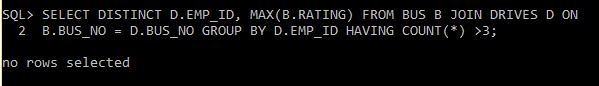 SQL> SELECT DISTINCT D.EMP_ID, MAX(B.RATING) FROM BUS B JOIN DRIVES D ON
2 B.BUS_NO = D.BUS_NO GROUP BY D.EMP_ID HAVING COUNT(*) >3;
no rows selected